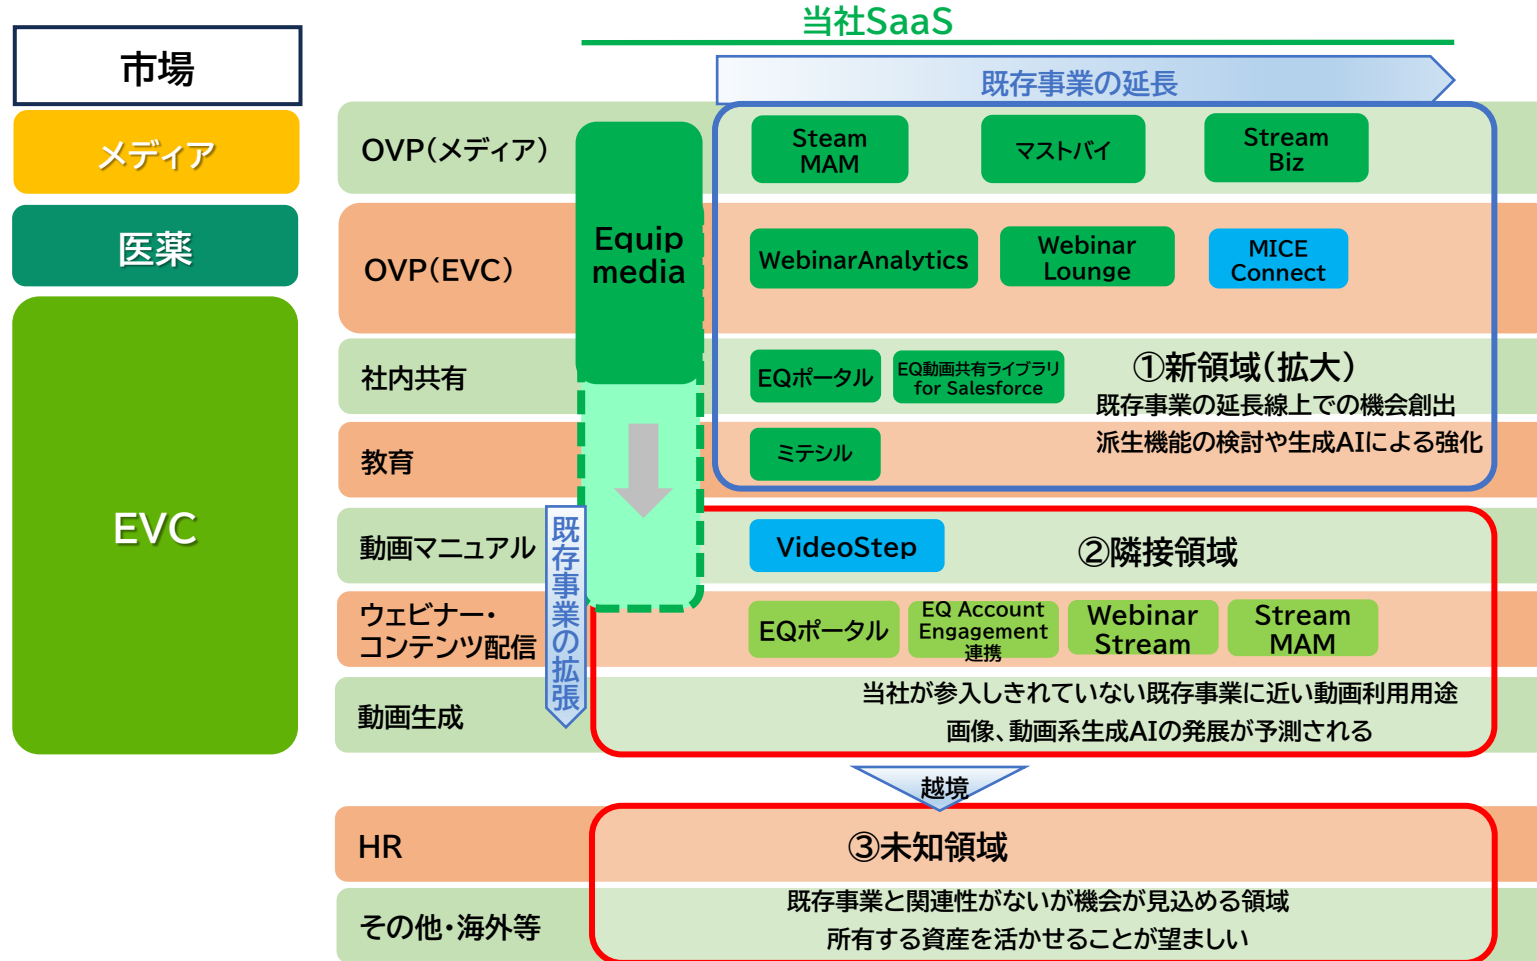 当社SaaS
市場
既存事業の延長
メディア
医薬
EVC
OVP(メディア)
Equip
media
Steam
MAM
マストバイ
Stream
Biz
OVP(EVC)
WebinarAnalytics
Webinar
Lounge
MICE
Connect
社内共有
EQポータル
EQ動画共有ライブラリ
for Salesforce
①新領域(拡大)
既存事業の延長線上での機会創出
派生機能の検討や生成AIによる強化
教育
ミテシル
既存事業の拡張
動画マニュアル
VideoStep
②隣接領域
ウェビナー・
コンテンツ配信
EQポータル
EQ Account
Engagement
連携
Webinar
Stream
Stream
MAM
動画生成
当社が参入しきれていない既存事業に近い動画利用用途
画像、動画系生成AIの発展が予測される
越境
HR
③未知領域
その他・海外等
既存事業と関連性がないが機会が見込める領域
所有する資産を活かせることが望ましい